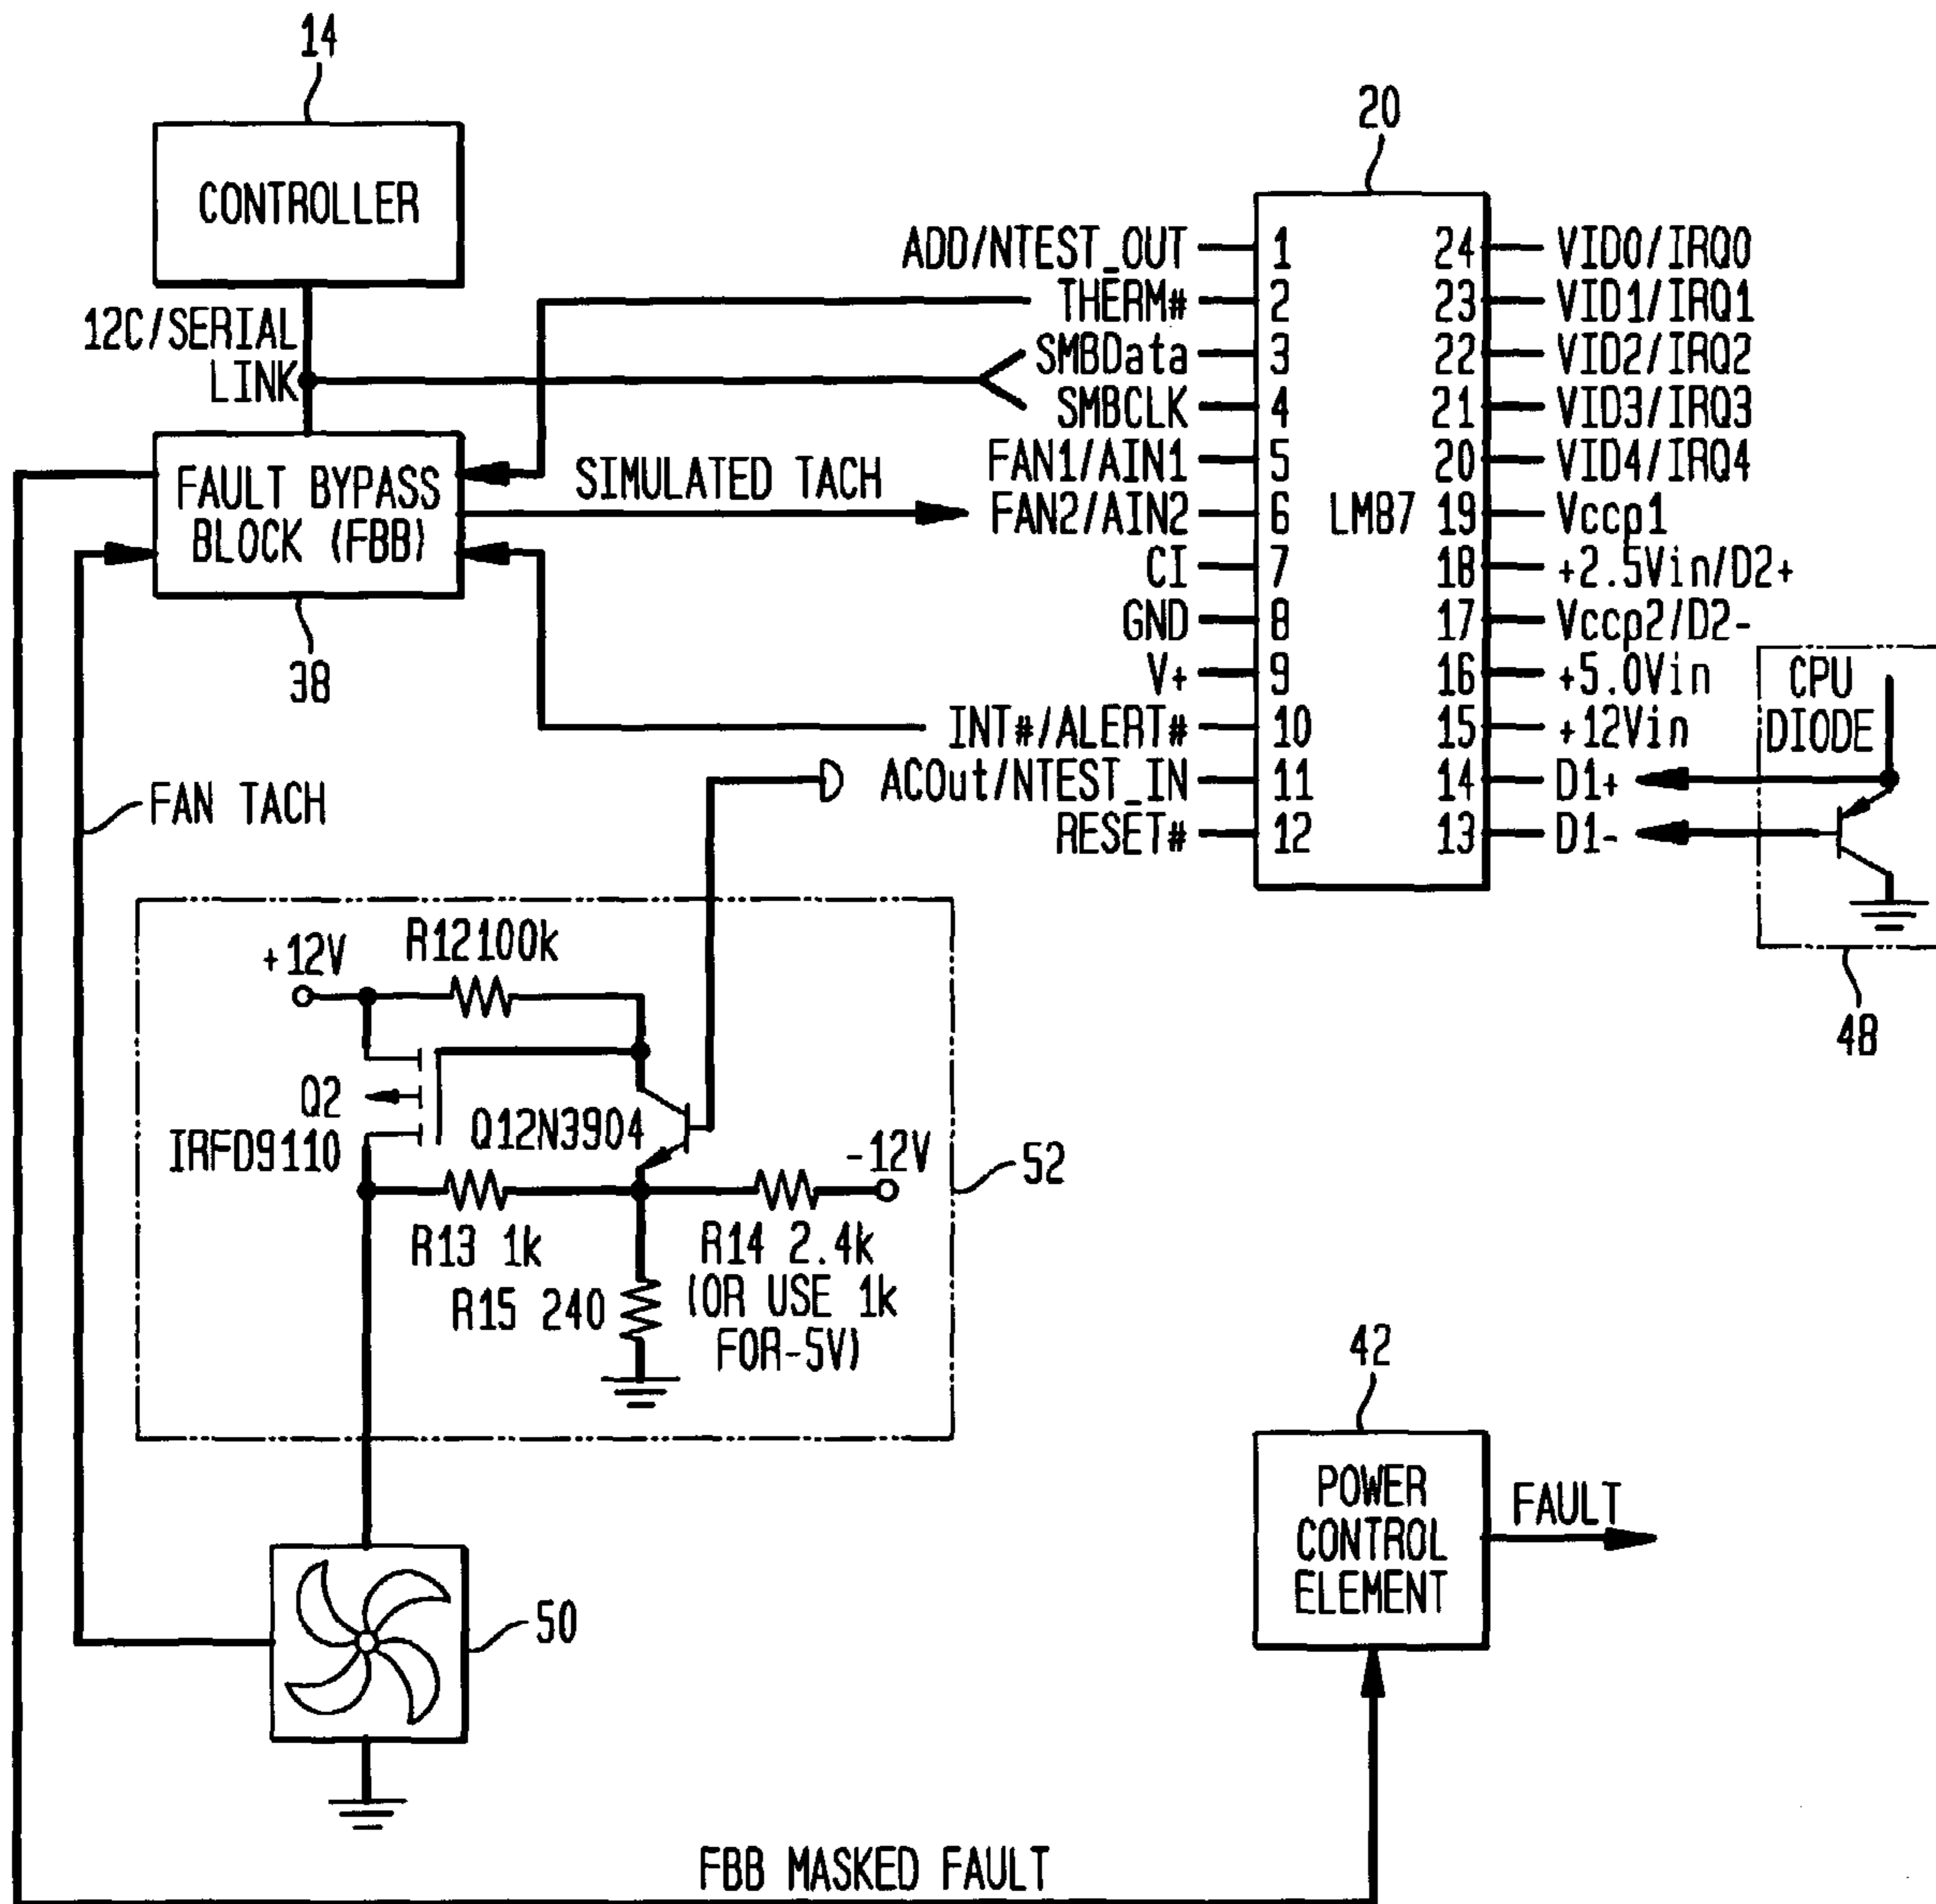 14
CONTROLLER
12C/SERIAL
LINK
FAULT BYPASS
BLOCK (FBB)
38
SIMULATED TACH
FAN TACH
20
LM87
ADD/NTEST_OUT 1
THERM# 2
SMBData 3
SMBCLK 4
FAN1/AIN1 5
FAN2/AIN2 6
CI 7
GND 8
V+ 9
INT#/ALERT# 10
ACOut/NTEST_IN 11
RESET# 12
24 VID0/IRQ0
23 VID1/IRQ1
22 VID2/IRQ2
21 VID3/IRQ3
20 VID4/IRQ4
19 Vccp1
18 +2.5Vin/D2+
17 Vccp2/D2-
16 +5.0Vin
15 +12Vin
14 D1+
13 D1-
CPU
DIODE
48
+12V
R12100k
Q2
IRFD9110
Q12N3904
-12V
52
R13 1k
R14 2.4k
(OR USE 1k
FOR-5V)
R15 240
50
42
POWER
CONTROL
ELEMENT
FAULT
FBB MASKED FAULT